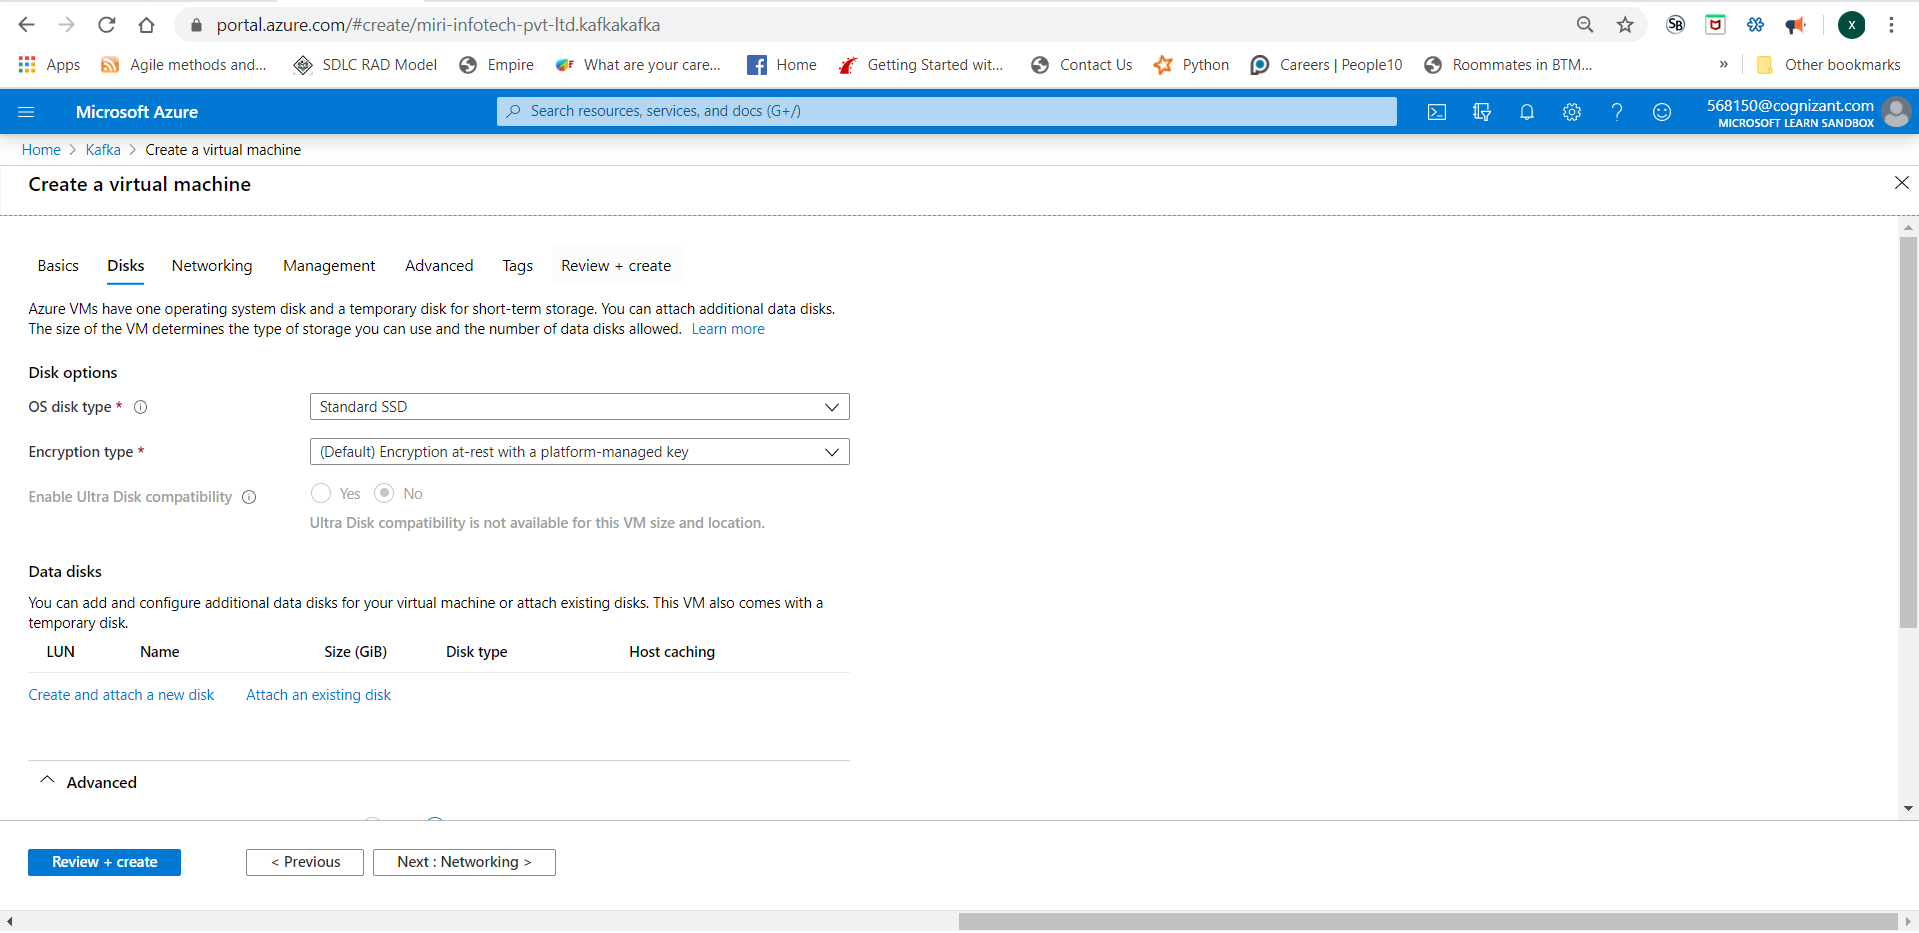 portal.azure.com/#create/miri-infotech-pvt-ltd.kafkakafka
SB
X
Apps
Agile methods and...
SDLC RAD Model
Empire
What are your care...
Home
Getting Started wit...
Contact Us
Python
Careers | People10
Roommates in BTM...
»
Other bookmarks
Microsoft Azure
Search resources, services, and docs (G+/)
568150@cognizant.com
MICROSOFT LEARN SANDBOX
Home > Kafka > Create a virtual machine
Create a virtual machine
Basics Disks Networking Management Advanced Tags Review + create
Azure VMs have one operating system disk and a temporary disk for short-term storage. You can attach additional data disks.
The size of the VM determines the type of storage you can use and the number of data disks allowed. Learn more
Disk options
OS disk type *
Standard SSD
Encryption type *
(Default) Encryption at-rest with a platform-managed key
Enable Ultra Disk compatibility
Yes No
Ultra Disk compatibility is not available for this VM size and location.
Data disks
You can add and configure additional data disks for your virtual machine or attach existing disks. This VM also comes with a
temporary disk.
LUN Name Size (GiB) Disk type Host caching
Create and attach a new disk Attach an existing disk
Advanced
Review + create
< Previous
Next : Networking >